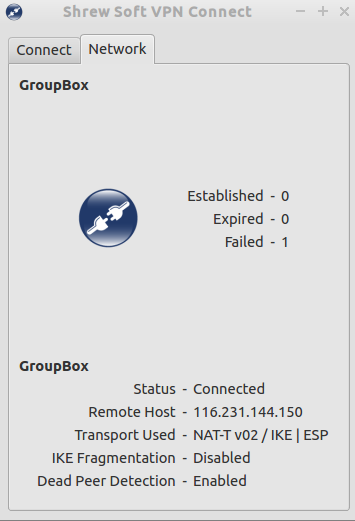 Shrew Soft VPN Connect
Connect Network
GroupBox
Established - 0
Expired - 0
Failed - 1
GroupBox
Status - Connected
Remote Host - 116.231.144.150
Transport Used - NAT-T v02 / IKE | ESP
IKE Fragmentation - Disabled
Dead Peer Detection - Enabled